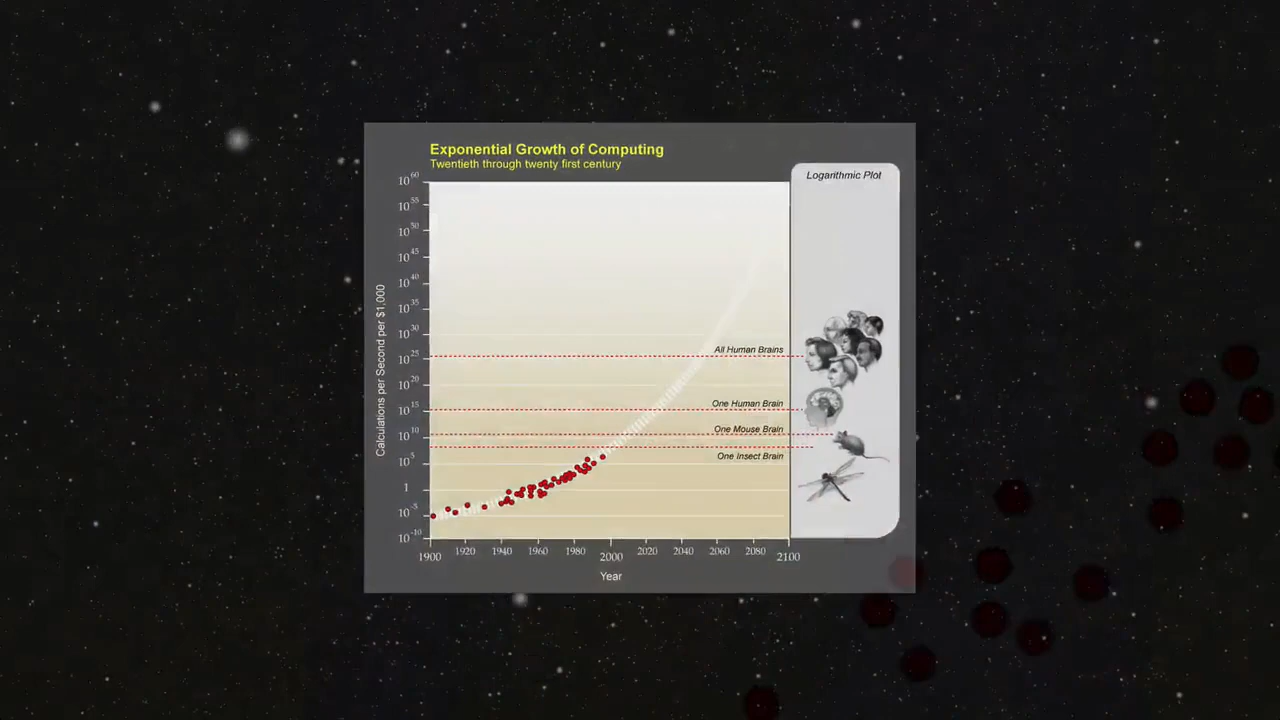 Exponential Growth of Computing
Twentieth through twenty first century
Logarithmic Plot
Calculations per Second per $1,000
10^60
10^55
10^50
10^45
10^40
10^35
10^30
10^25
10^20
10^15
10^10
10^5
1
10^-5
10^-10
All Human Brains
One Human Brain
One Mouse Brain
One Insect Brain
1900 1920 1940 1960 1980 2000 2020 2040 2060 2080 2100
Year